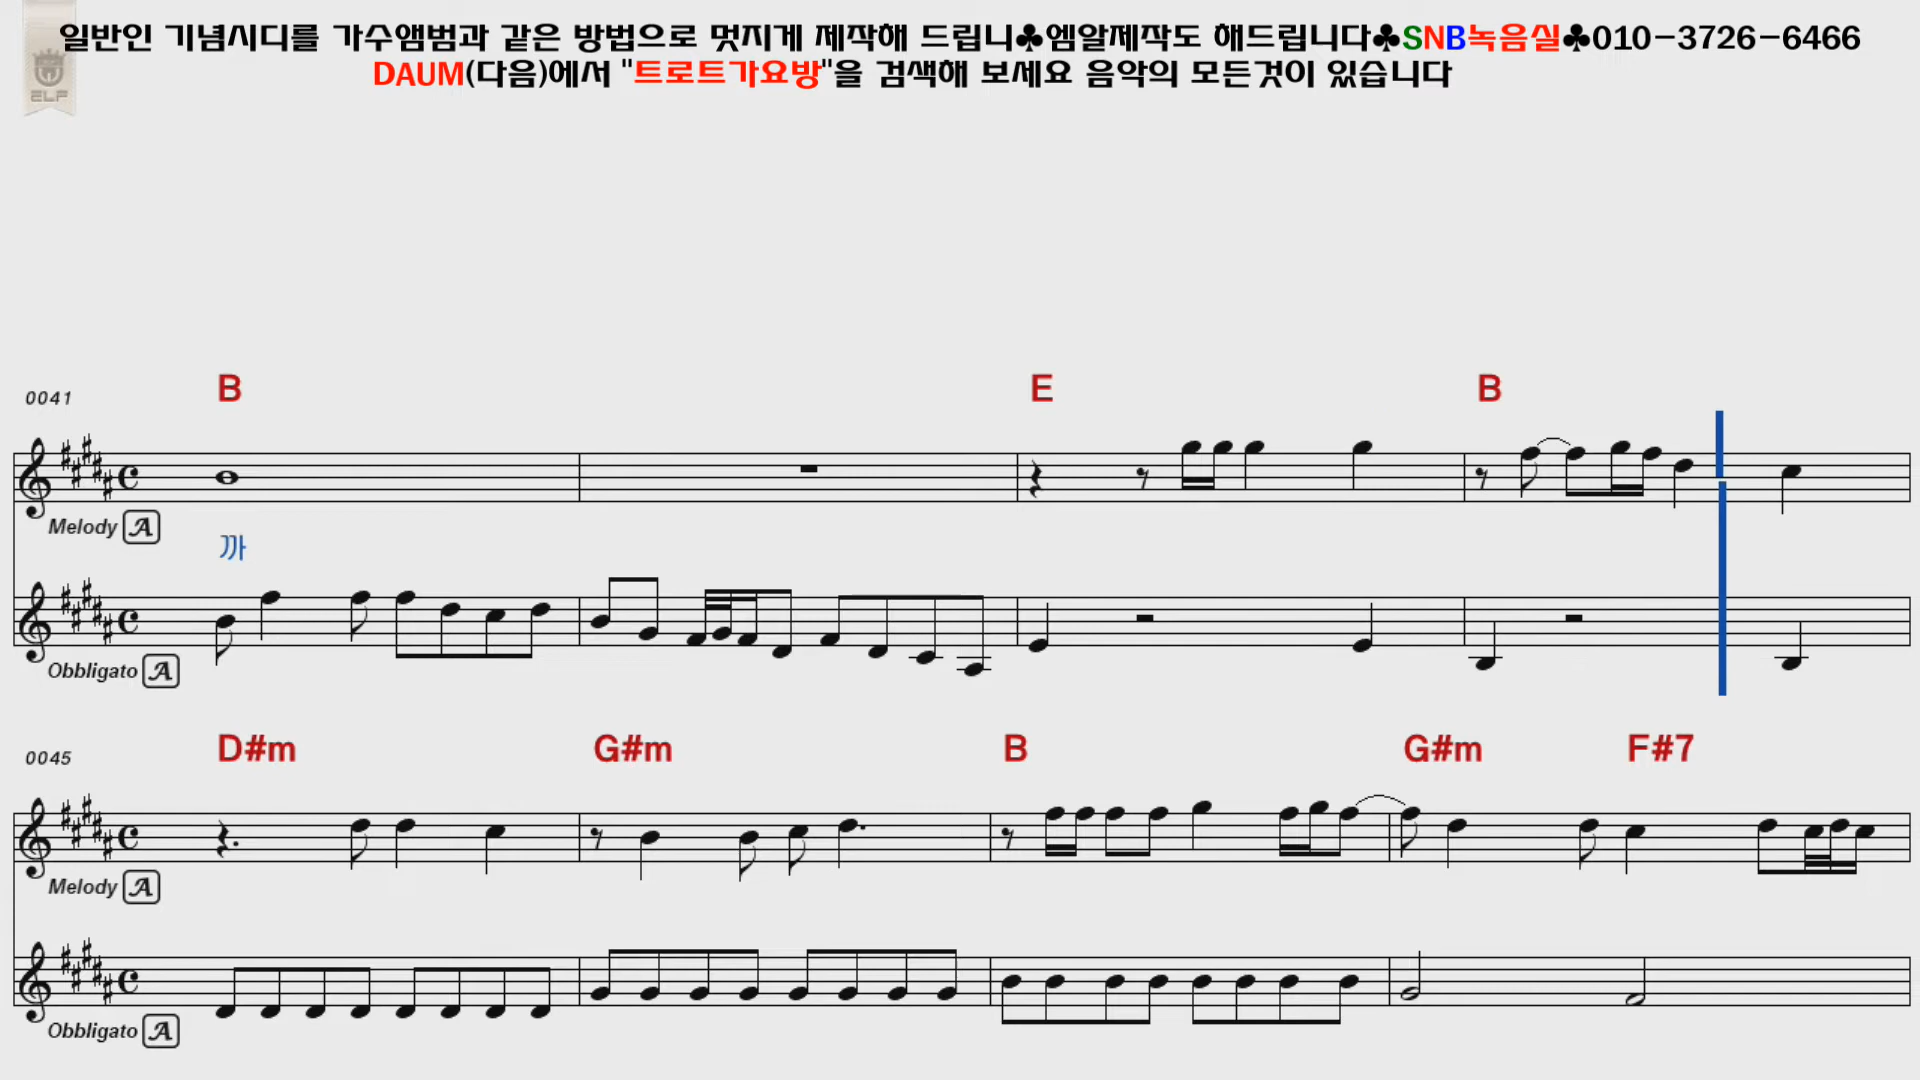 일반인 기념시디를 가수앨범과 같은 방법으로 멋지게 제작해 드립니♣엠알제작도 해드립니다♣SNB녹음실♣010-3726-6466
DAUM(다음)에서 "트로트가요방"을 검색해 보세요 음악의 모든것이 있습니다
ELF
0041 B E B
Melody A
까
Obbligato A
0045 D#m G#m B G#m F#7
Melody A
Obbligato A